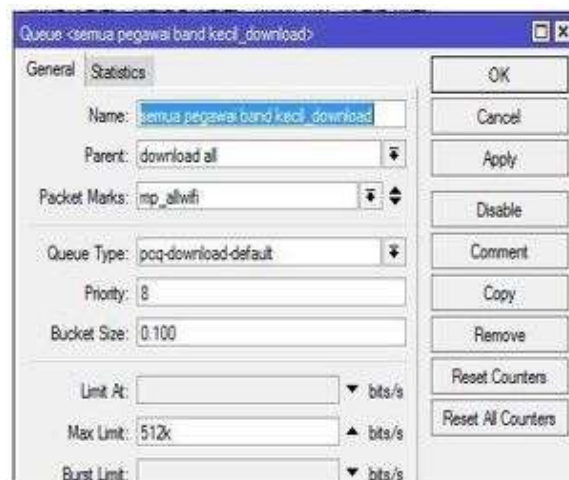 Queue <semua pegawai band kecil_download>
General Statistics
Name: semua pegawai band kecil_download
Parent: download all
Packet Marks: mp_allwifi
Queue Type: pcq-download-default
Priority: 8
Bucket Size: 0.100
Limit At: bits/s
Max Limit: 512k bits/s
Burst Limit: bits/s
OK
Cancel
Apply
Disable
Comment
Copy
Remove
Reset Counters
Reset All Counters